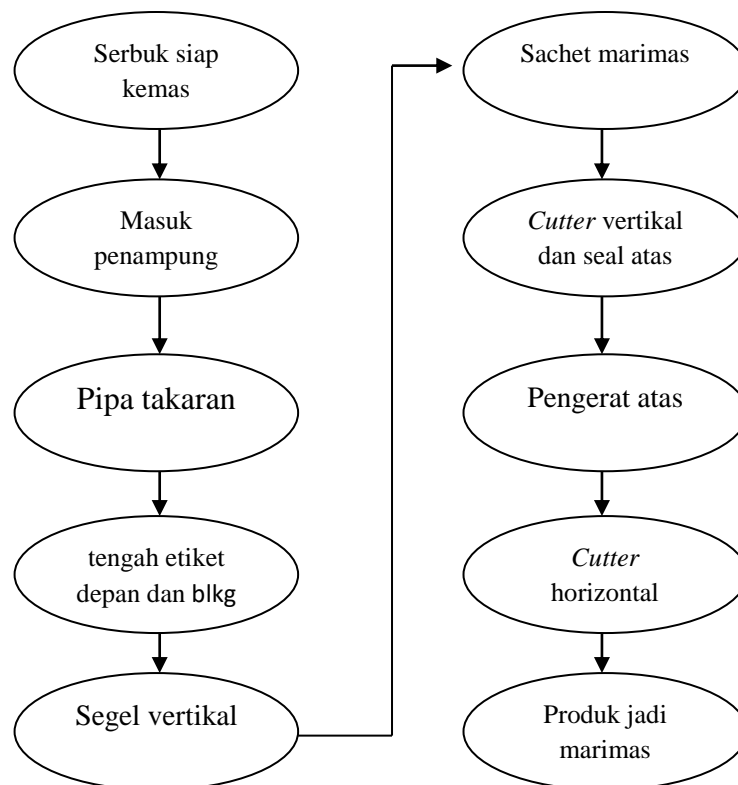 Serbuk siap
kemas
Masuk
penampung
Pipa takaran
tengah etiket
depan dan blkg
Segel vertikal
Sachet marimas
Cutter vertikal
dan seal atas
Pengerat atas
Cutter
horizontal
Produk jadi
marimas